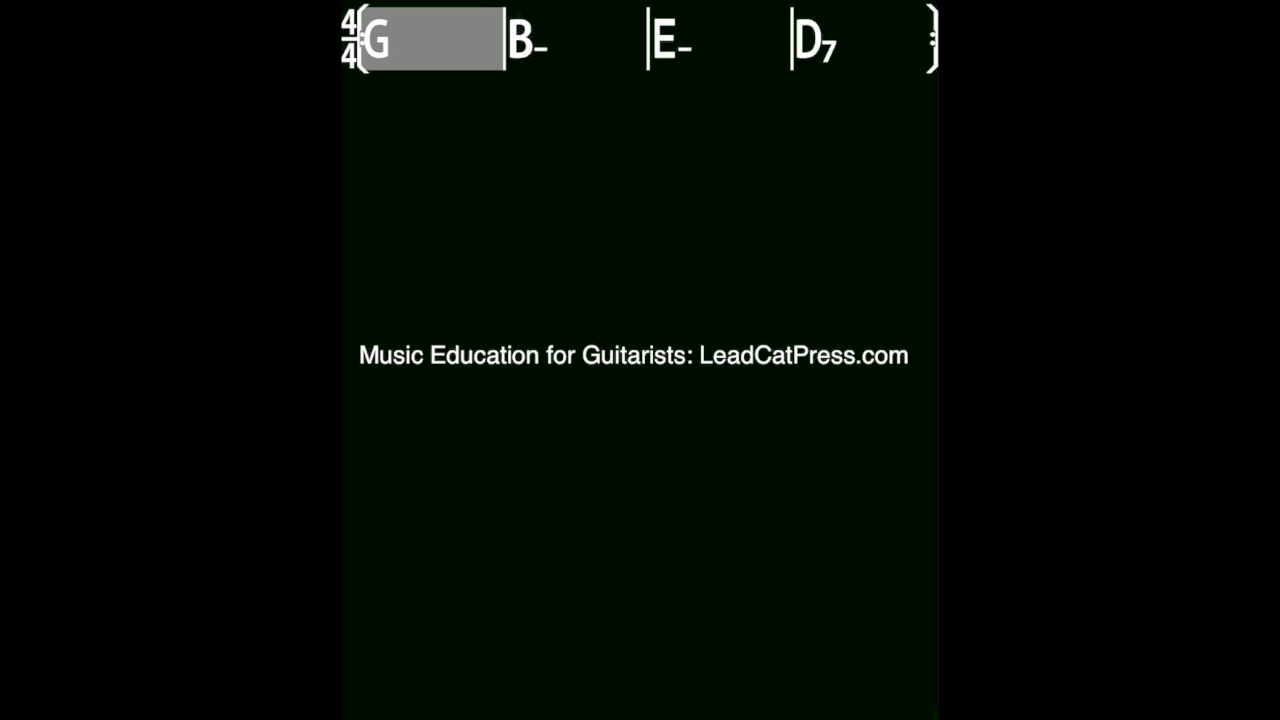 4/4 G B– E– D7
Music Education for Guitarists: LeadCatPress.com